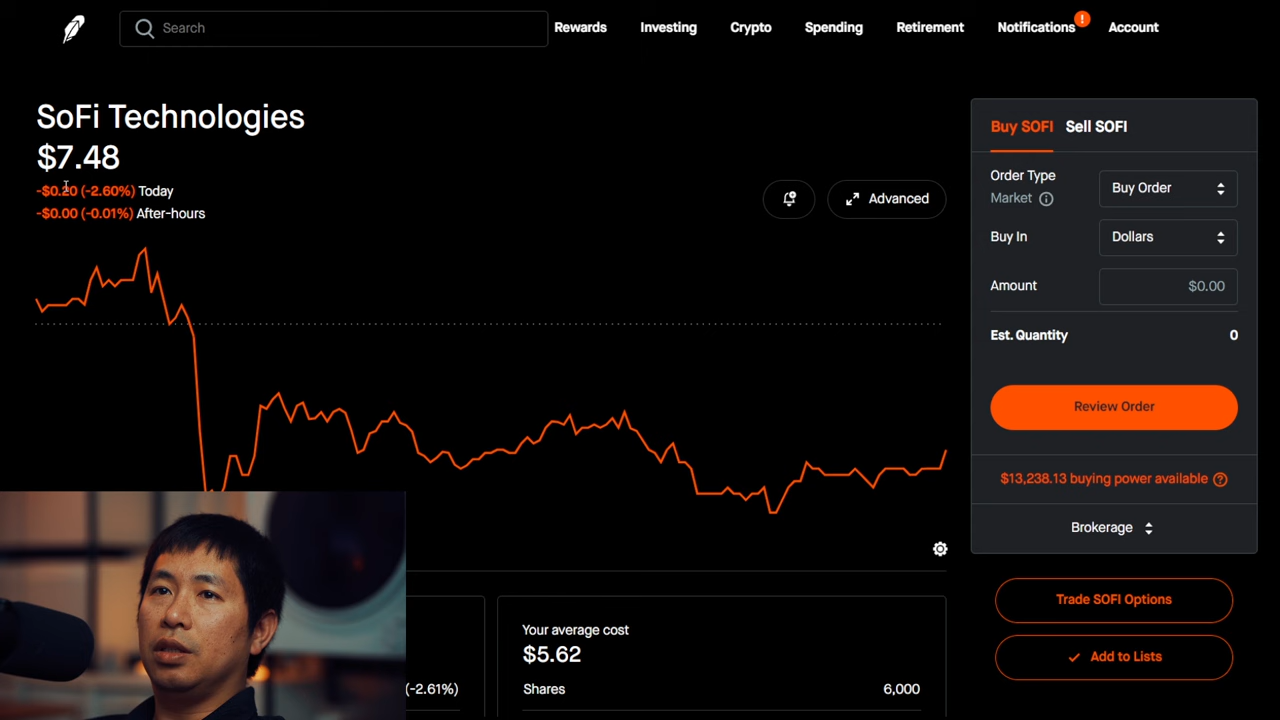 Search
Rewards
Investing
Crypto
Spending
Retirement
Notifications
!
Account
SoFi Technologies
$7.48
-$0.20 (-2.60%) Today
-$0.00 (-0.01%) After-hours
Advanced
Buy SOFI
Sell SOFI
Order Type
Market
Buy Order
Buy In
Dollars
Amount
$0.00
Est. Quantity
0
Review Order
$13,238.13 buying power available
Brokerage
Trade SOFI Options
Add to Lists
(-2.61%)
Your average cost
$5.62
Shares
6,000